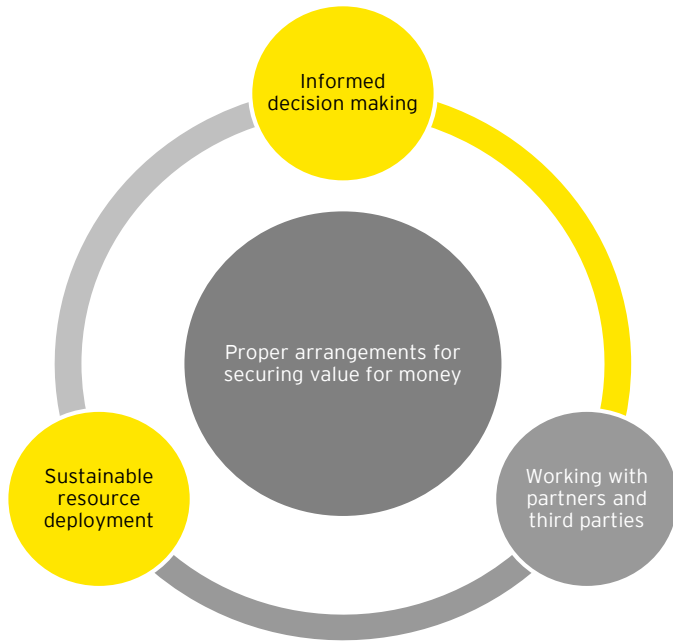 Informed
decision making
Proper arrangements for
securing value for money
Sustainable
resource
deployment
Working with
partners and
third parties